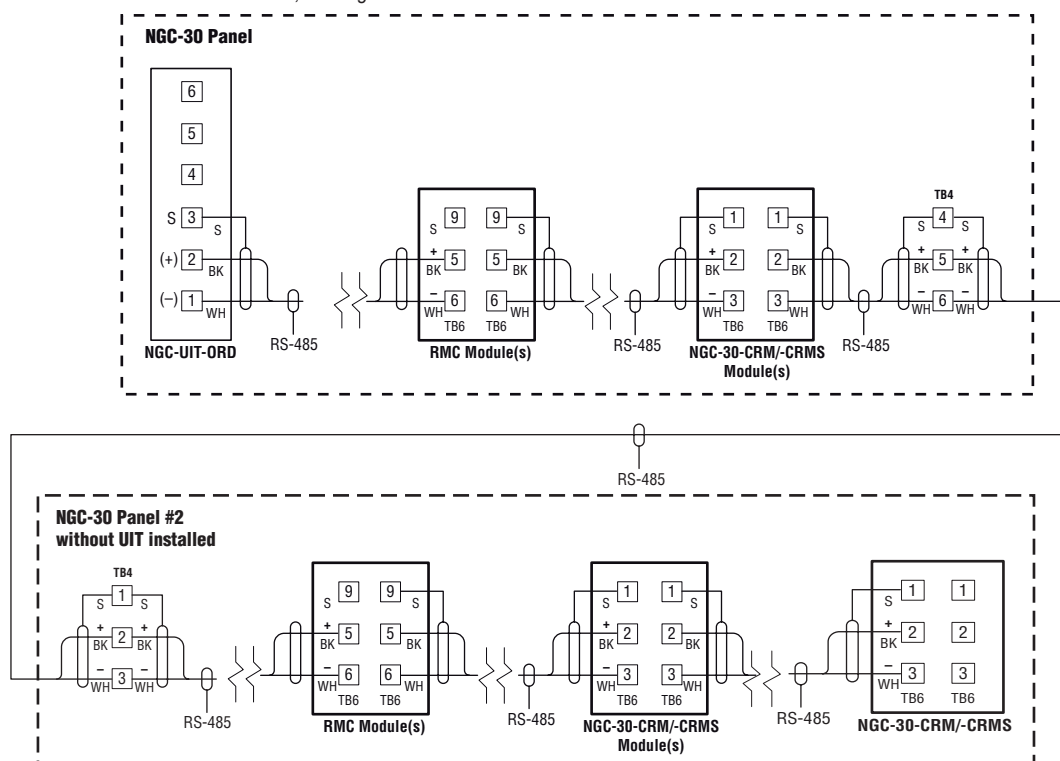 NGC-30 Panel
6
5
4
S 3 S
(+) 2 BK
(–) 1 WH
NGC-UIT-ORD
RS-485
9 9
S S
+ 5 5
BK BK
– 6 6
WH WH
TB6 TB6
RMC Module(s)
RS-485
1 1
S S
+ 2 2
BK BK
– 3 3
WH WH
TB6 TB6
NGC-30-CRM/-CRMS
Module(s)
RS-485
TB4
S 4 S
+ 5 +
BK BK
– 6 –
WH WH
RS-485
NGC-30 Panel #2
without UIT installed
TB4
S 1 S
+ 2 +
BK BK
– 3 –
WH WH
RS-485
9 9
S S
+ 5 5
BK BK
– 6 6
WH WH
TB6 TB6
RMC Module(s)
RS-485
1 1
S S
+ 2 2
BK BK
– 3 3
WH WH
TB6 TB6
NGC-30-CRM/-CRMS
Module(s)
RS-485
1 1
S
+ 2 2
BK
– 3 3
WH
TB6 TB6
NGC-30-CRM/-CRMS